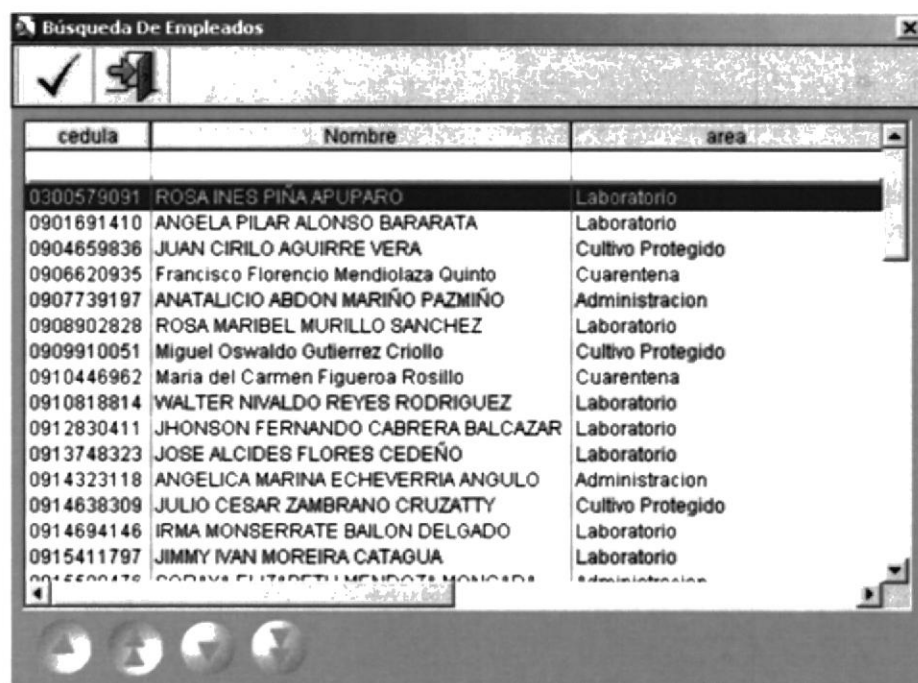 Búsqueda De Empleados
cedula Nombre area
0300579091 ROSA INES PIÑA APUPARO Laboratorio
0901691410 ANGELA PILAR ALONSO BARARATA Laboratorio
0904659836 JUAN CIRILO AGUIRRE VERA Cultivo Protegido
0906620935 Francisco Florencio Mendiolaza Quinto Cuarentena
0907739197 ANATALICIO ABDON MARIÑO PAZMIÑO Administracion
0908902828 ROSA MARIBEL MURILLO SANCHEZ Laboratorio
0909910051 Miguel Oswaldo Gutierrez Criollo Cultivo Protegido
0910446962 Maria del Carmen Figueroa Rosillo Cuarentena
0910818814 WALTER NIVALDO REYES RODRIGUEZ Laboratorio
0912830411 JHONSON FERNANDO CABRERA BALCAZAR Laboratorio
0913748323 JOSE ALCIDES FLORES CEDEÑO Laboratorio
0914323118 ANGELICA MARINA ECHEVERRIA ANGULO Administracion
0914638309 JULIO CESAR ZAMBRANO CRUZATTY Cultivo Protegido
0914694146 IRMA MONSERRATE BAILON DELGADO Laboratorio
0915411797 JIMMY IVAN MOREIRA CATAGUA Laboratorio
SORAYA ELIZABETH MENDOZA MONCADA Administracion